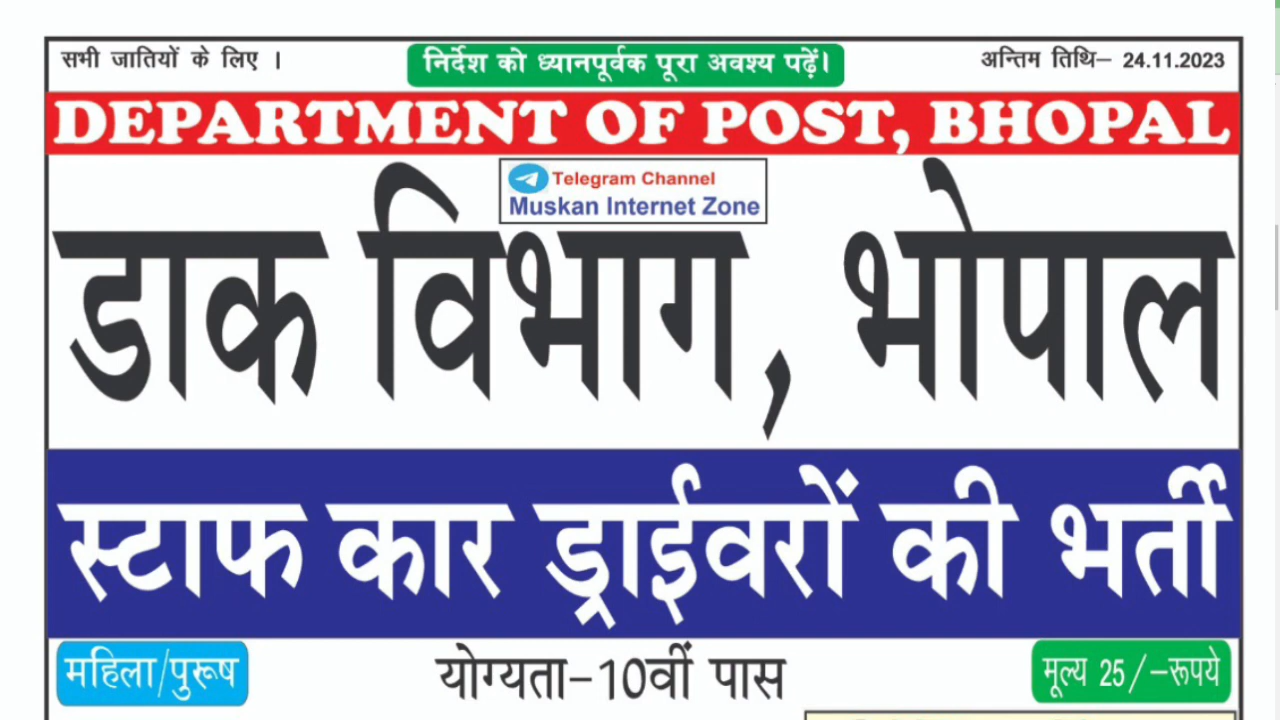 सभी जातियों के लिए ।
निर्देश को ध्यानपूर्वक पूरा अवश्य पढ़ें।
अन्तिम तिथि– 24.11.2023
DEPARTMENT OF POST, BHOPAL
Telegram Channel
Muskan Internet Zone
डाक विभाग, भोपाल
स्टाफ कार ड्राईवरों की भर्ती
महिला/पुरूष
योग्यता–10वीं पास
मूल्य 25/–रूपये